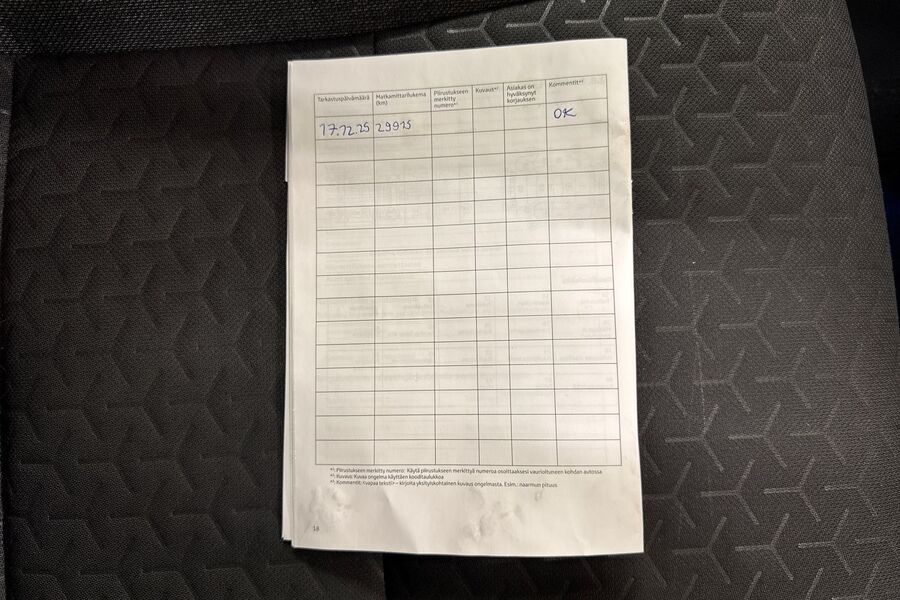 Tarkastuspäivämäärä Matkamittarilukema (km) Piirustukseen merkitty numero*¹ Kuvaus*² Asiakas on hyväksynyt korjauksen Kommentit*³
17.12.25 29925 OK
*¹: Piirustukseen merkitty numero: Käytä piirustukseen merkittyä numeroa osoittaaksesi vaurioituneen kohdan autossa
*²: Kuvaus: Kuvaa ongelma käyttäen kooditaulukkoa
*³: Kommentit: <vapaa teksti> – kirjoita yksityiskohtainen kuvaus ongelmasta. Esim.: naarmun pituus
18